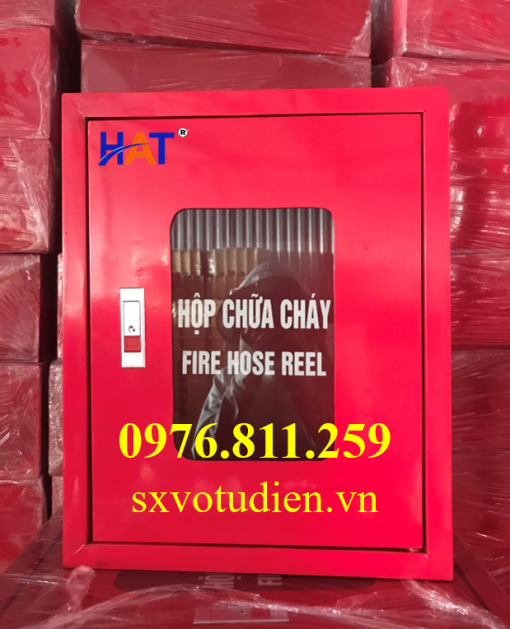 HAT®
HỘP CHỮA CHÁY
FIRE HOSE REEL
0976.811.259
sxvotudien.vn